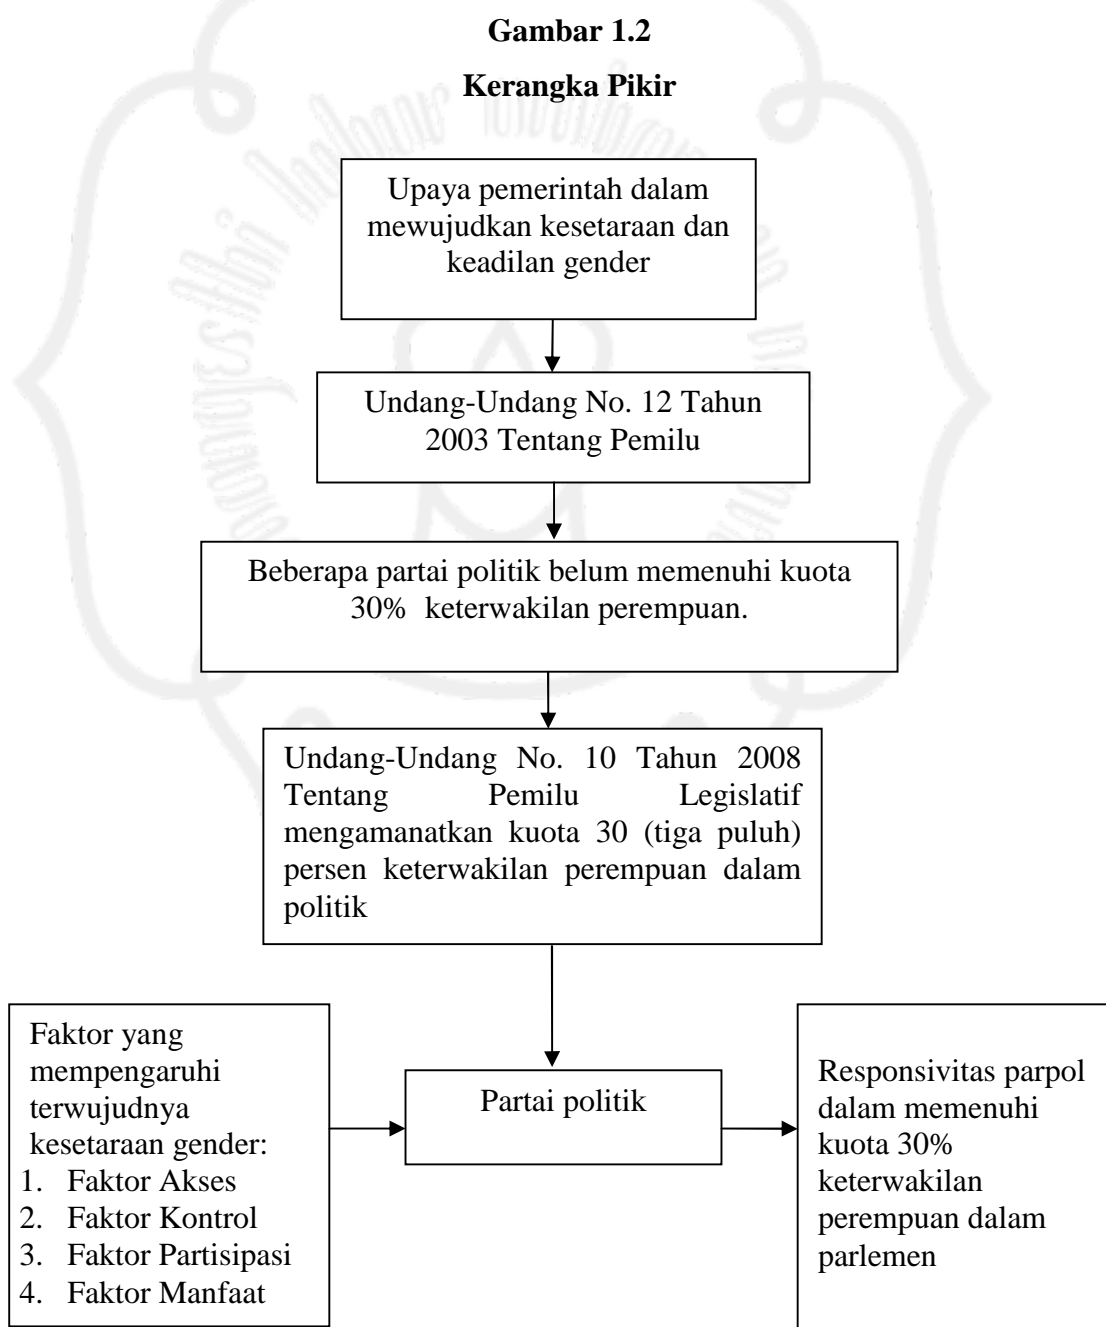 Gambar 1.2
Kerangka Pikir
Upaya pemerintah dalam
mewujudkan kesetaraan dan
keadilan gender
Undang-Undang No. 12 Tahun
2003 Tentang Pemilu
Beberapa partai politik belum memenuhi kuota
30% keterwakilan perempuan.
Undang-Undang No. 10 Tahun 2008
Tentang Pemilu Legislatif
mengamanatkan kuota 30 (tiga puluh)
persen keterwakilan perempuan dalam
politik
Faktor yang
mempengaruhi
terwujudnya
kesetaraan gender:
1. Faktor Akses
2. Faktor Kontrol
3. Faktor Partisipasi
4. Faktor Manfaat
Partai politik
Responsivitas parpol
dalam memenuhi
kuota 30%
keterwakilan
perempuan dalam
parlemen